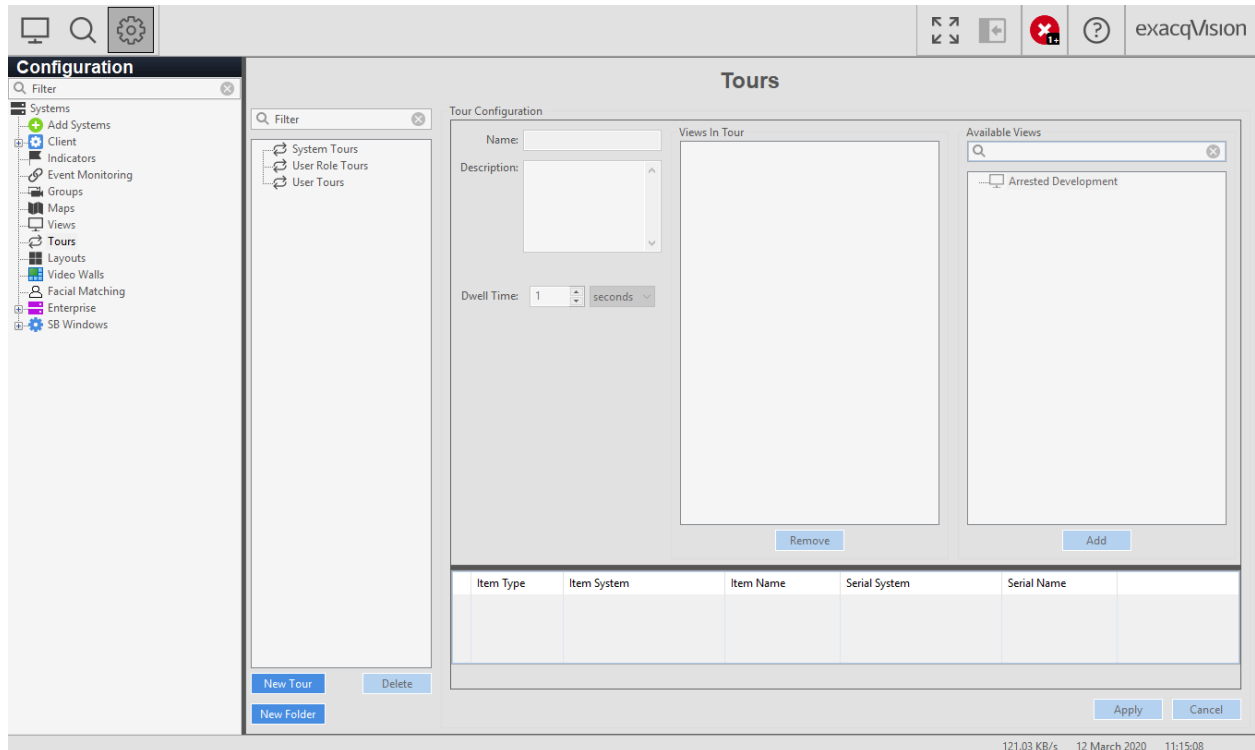 1+
exacqVision
Configuration
Filter
Systems
Add Systems
Client
Indicators
Event Monitoring
Groups
Maps
Views
Tours
Layouts
Video Walls
Facial Matching
Enterprise
SB Windows
Tours
Filter
System Tours
User Role Tours
User Tours
New Tour Delete
New Folder
Tour Configuration
Name:
Description:
Dwell Time: 1 seconds
Views In Tour
Remove
Available Views
Arrested Development
Add
Item Type Item System Item Name Serial System Serial Name
Apply Cancel
121.03 KB/s 12 March 2020 11:15:08